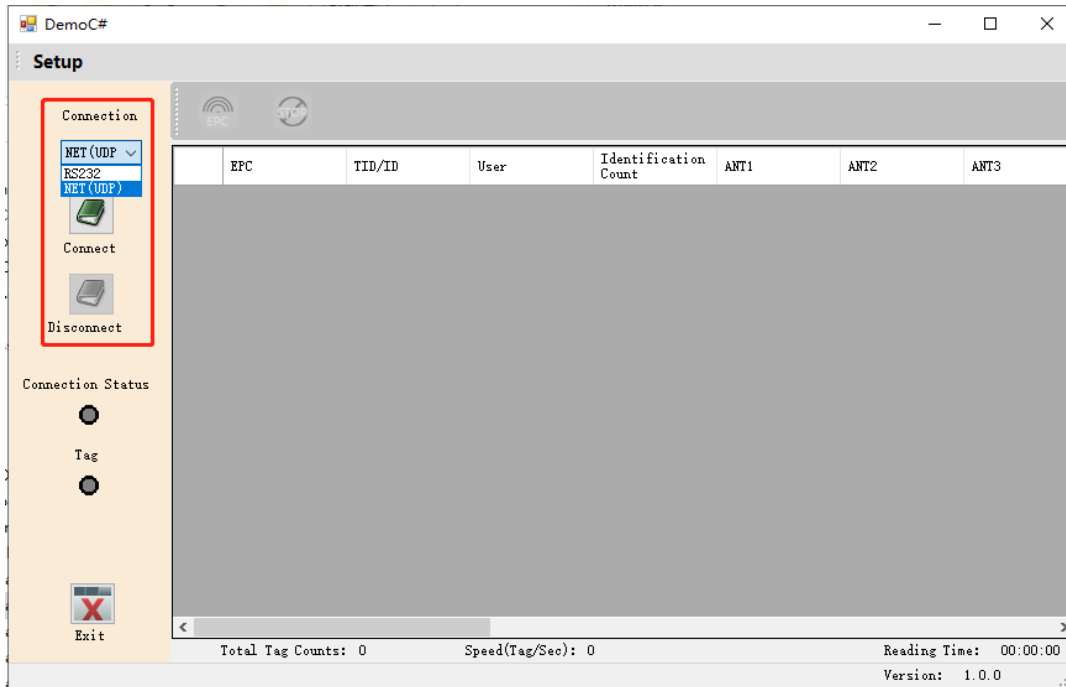 DemoC#
Setup
Connection
NET(UDP
RS232
NET(UDP)
Connect
Disconnect
Connection Status
Tag
Exit
EPC
STOP
EPC TID/ID User Identification Count ANT1 ANT2 ANT3
Total Tag Counts: 0 Speed(Tag/Sec): 0 Reading Time: 00:00:00
Version: 1.0.0